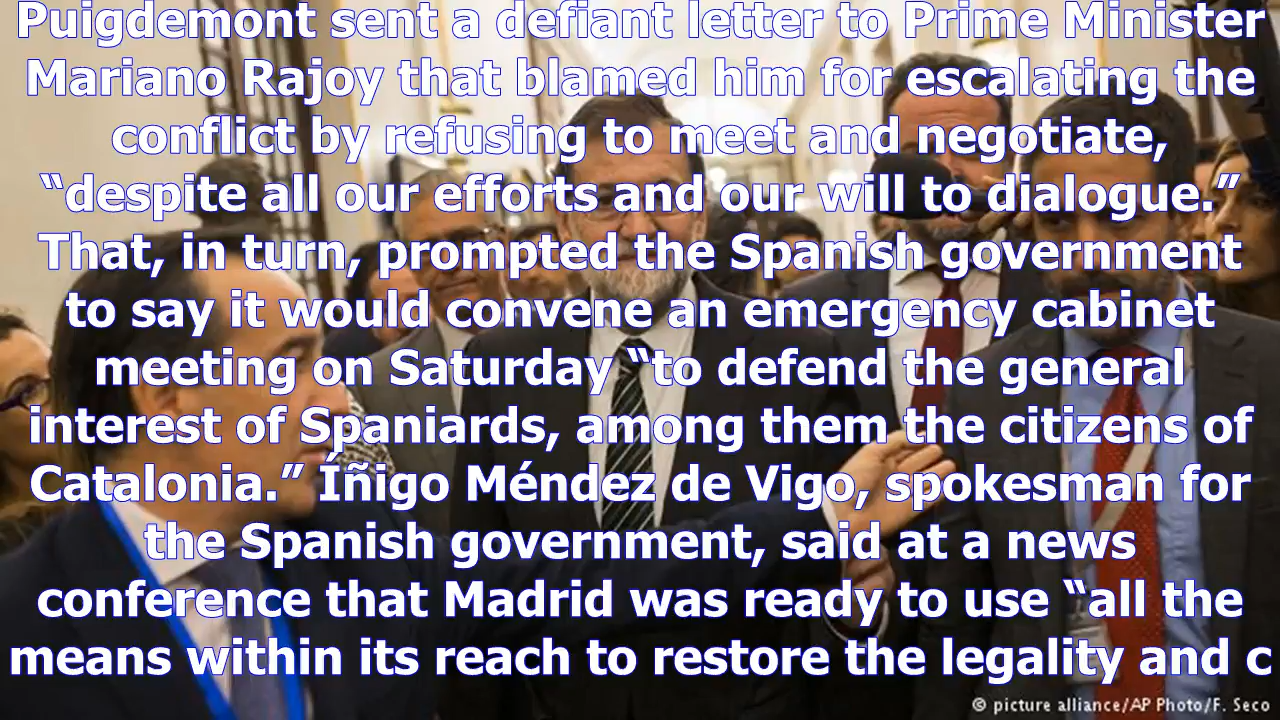 Puigdemont sent a defiant letter to Prime Minister
Mariano Rajoy that blamed him for escalating the
conflict by refusing to meet and negotiate,
“despite all our efforts and our will to dialogue.”
That, in turn, prompted the Spanish government
to say it would convene an emergency cabinet
meeting on Saturday “to defend the general
interest of Spaniards, among them the citizens of
Catalonia.” Íñigo Méndez de Vigo, spokesman for
the Spanish government, said at a news
conference that Madrid was ready to use “all the
means within its reach to restore the legality and c
© picture alliance/AP Photo/F. Seco